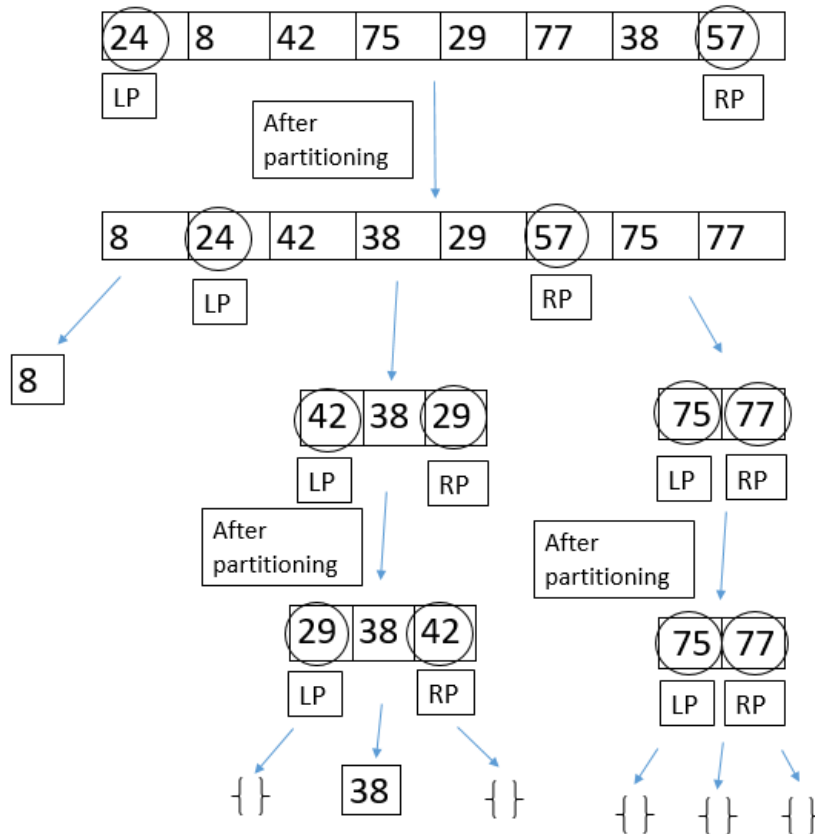 24 8 42 75 29 77 38 57
LP RP
After
partitioning
8 24 42 38 29 57 75 77
LP RP
8
42 38 29
75 77
LP RP
LP RP
After
partitioning
After
partitioning
29 38 42
75 77
LP RP
LP RP
{ } 38 { }
{ } { } { }